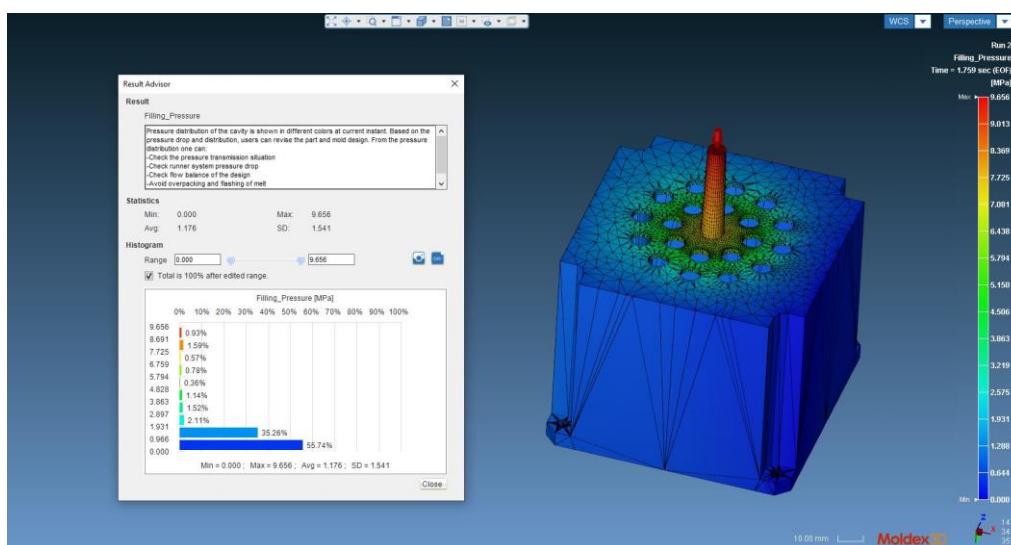 WCS
Perspective
Run 2
Filling_Pressure
Time = 1.759 sec (EOF)
[MPa]
Max 9.656
9.013
8.369
7.725
7.081
6.438
5.794
5.150
4.506
3.863
3.219
2.575
1.931
1.288
0.644
Min 0.000
Result Advisor
Result
Filling_Pressure
Pressure distribution of the cavity is shown in different colors at current instant. Based on the
pressure drop and distribution, users can revise the part and mold design. From the pressure
distribution one can:
-Check the pressure transmission situation
-Check runner system pressure drop
-Check flow balance of the design
-Avoid overpacking and flashing of melt
Statistics
Min: 0.000 Max: 9.656
Avg: 1.176 SD: 1.541
Histogram
Range 0.000 9.656
Total is 100% after edited range.
Filling_Pressure [MPa]
0% 10% 20% 30% 40% 50% 60% 70% 80% 90% 100%
9.656
0.93%
8.691
1.59%
7.725
0.57%
6.759
0.78%
5.794
0.36%
4.828
1.14%
3.863
1.52%
2.897
2.11%
1.931
35.26%
0.966
55.74%
0.000
Min = 0.000 ; Max = 9.656 ; Avg = 1.176 ; SD = 1.541
Close
10.00 mm
Moldex3D
Z
X
14
34
35